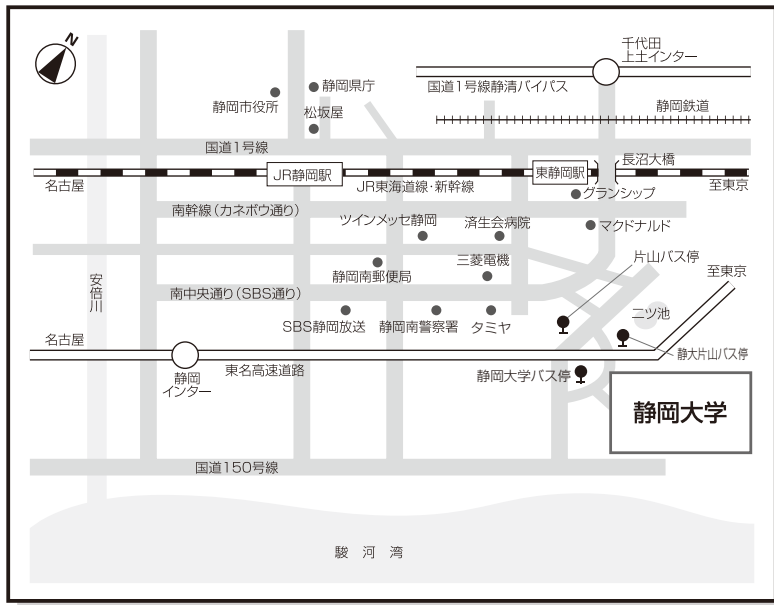 N
千代田
上土インター
国道1号線静清バイパス
静岡県庁
静岡市役所
松坂屋
静岡鉄道
国道1号線
JR静岡駅
東静岡駅
長沼大橋
名古屋
JR東海道線・新幹線
グランシップ
至東京
南幹線（カネボウ通り）
ツインメッセ静岡
済生会病院
マクドナルド
片山バス停
三菱電機
静岡南郵便局
至東京
安倍川
南中央通り（SBS通り）
二ツ池
SBS静岡放送
静岡南警察署
タミヤ
名古屋
静大片山バス停
東名高速道路
静岡
インター
静岡大学バス停
静岡大学
国道150号線
駿河湾